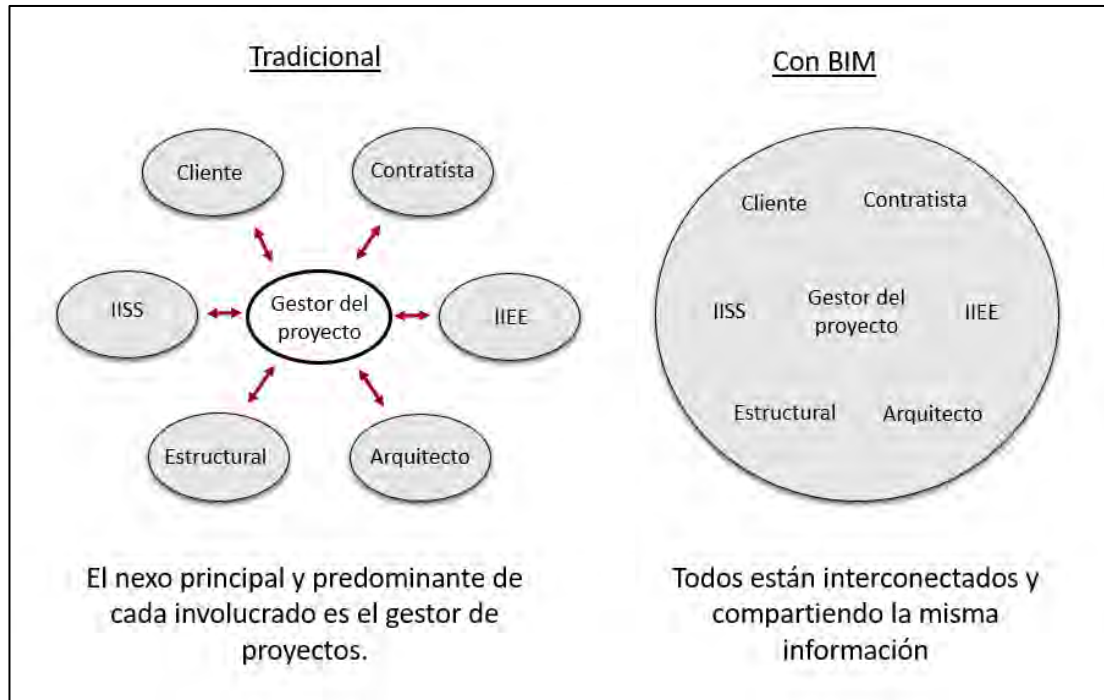 Tradicional
Cliente
Contratista
IISS
Gestor del
proyecto
IIEE
Estructural
Arquitecto
El nexo principal y predominante de
cada involucrado es el gestor de
proyectos.
Con BIM
Cliente
Contratista
IISS
Gestor del
proyecto
IIEE
Estructural
Arquitecto
Todos están interconectados y
compartiendo la misma
información